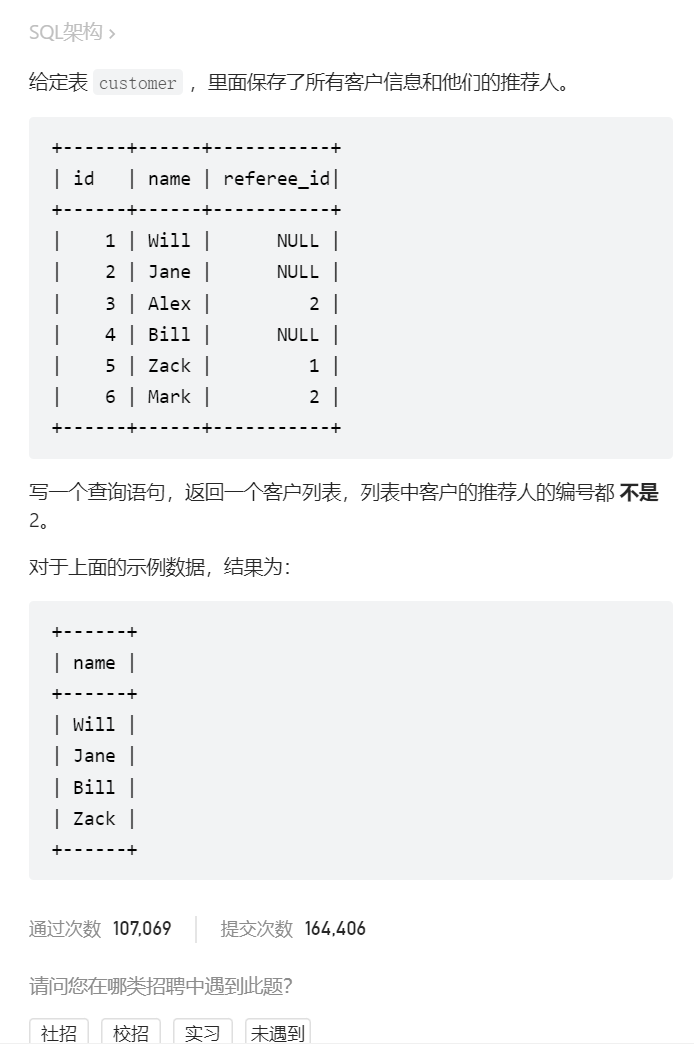 SQL架构 ›
给定表 customer ，里面保存了所有客户信息和他们的推荐人。
+------+------+-----------+
| id   | name | referee_id|
+------+------+-----------+
|    1 | Will |      NULL |
|    2 | Jane |      NULL |
|    3 | Alex |         2 |
|    4 | Bill |      NULL |
|    5 | Zack |         1 |
|    6 | Mark |         2 |
+------+------+-----------+
写一个查询语句，返回一个客户列表，列表中客户的推荐人的编号都 不是
2。
对于上面的示例数据，结果为：
+------+
| name |
+------+
| Will |
| Jane |
| Bill |
| Zack |
+------+
通过次数 107,069 提交次数 164,406
请问您在哪类招聘中遇到此题？
社招 校招 实习 未遇到